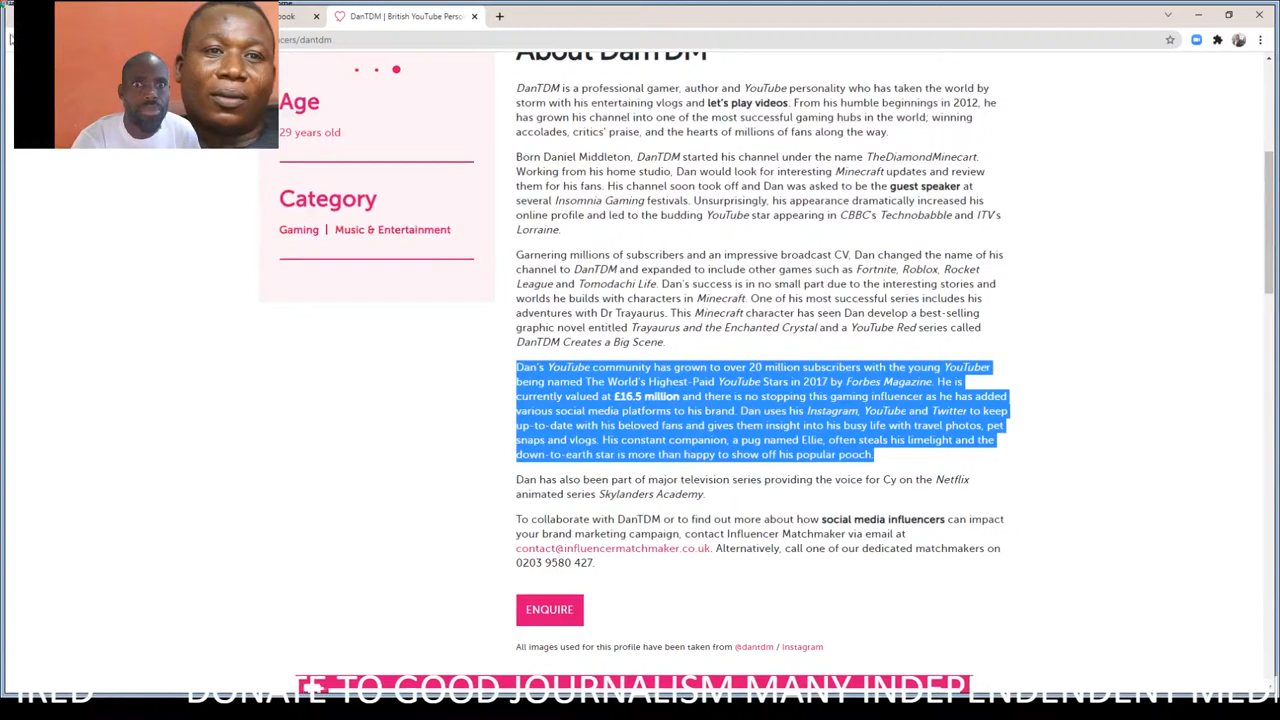 ook
DanTDM | British YouTube Perso
cers/dantdm
About DanTDM
Age
29 years old
Category
Gaming | Music & Entertainment
DanTDM is a professional gamer, author and YouTube personality who has taken the world by
storm with his entertaining vlogs and let's play videos. From his humble beginnings in 2012, he
has grown his channel into one of the most successful gaming hubs in the world; winning
accolades, critics' praise, and the hearts of millions of fans along the way.
Born Daniel Middleton, DanTDM started his channel under the name TheDiamondMinecart.
Working from his home studio, Dan would look for interesting Minecraft updates and review
them for his fans. His channel soon took off and Dan was asked to be the guest speaker at
several Insomnia Gaming festivals. Unsurprisingly, his appearance dramatically increased his
online profile and led to the budding YouTube star appearing in CBBC's Technobabble and ITV's
Lorraine.
Garnering millions of subscribers and an impressive broadcast CV, Dan changed the name of his
channel to DanTDM and expanded to include other games such as Fortnite, Roblox, Rocket
League and Tomodachi Life. Dan's success is in no small part due to the interesting stories and
worlds he builds with characters in Minecraft. One of his most successful series includes his
adventures with Dr Trayaurus. This Minecraft character has seen Dan develop a best-selling
graphic novel entitled Trayaurus and the Enchanted Crystal and a YouTube Red series called
DanTDM Creates a Big Scene.
Dan's YouTube community has grown to over 20 million subscribers with the young YouTuber
being named The World's Highest-Paid YouTube Stars in 2017 by Forbes Magazine. He is
currently valued at £16.5 million and there is no stopping this gaming influencer as he has added
various social media platforms to his brand. Dan uses his Instagram, YouTube and Twitter to keep
up-to-date with his beloved fans and gives them insight into his busy life with travel photos, pet
snaps and vlogs. His constant companion, a pug named Ellie, often steals his limelight and the
down-to-earth star is more than happy to show off his popular pooch.
Dan has also been part of major television series providing the voice for Cy on the Netflix
animated series Skylanders Academy.
To collaborate with DanTDM or to find out more about how social media influencers can impact
your brand marketing campaign, contact Influencer Matchmaker via email at
contact@influencermatchmaker.co.uk. Alternatively, call one of our dedicated matchmakers on
0203 9580 427.
ENQUIRE
All images used for this profile have been taken from @dantdm / Instagram
IRED DONATE TO GOOD JOURNALISM MANY INDEPENDENT MED